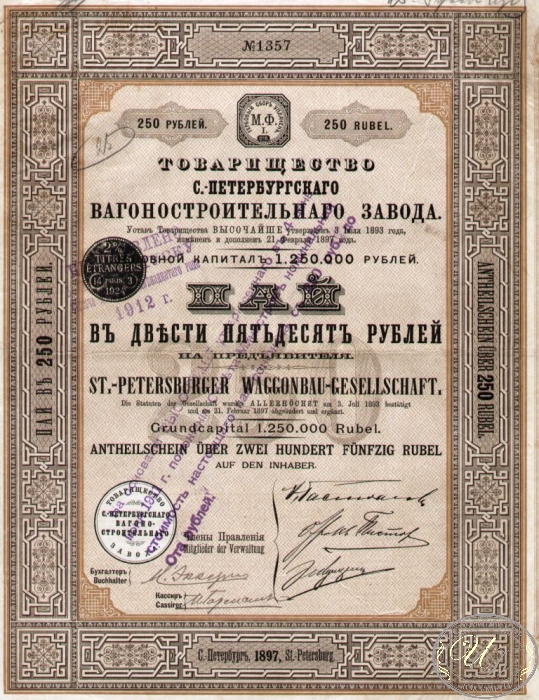 №1357
250 РУБЛЕЙ.
М.Ф.
I.
250 RUBEL.
ТОВАРИЩЕСТВО
С.-ПЕТЕРБУРГСКАГО
ВАГОНОСТРОИТЕЛЬНАГО ЗАВОДА.
Уставъ Товарищества ВЫСОЧАЙШЕ утвержденъ 3 Іюля 1893 года,
измѣненъ и дополненъ 21 Февраля 1897 года.
КАПИТАЛЪ 1.250.000 РУБЛЕЙ.
ПАЙ
ВЪ ДВѢСТИ ПЯТЬДЕСЯТЪ РУБЛЕЙ
НА ПРЕДЪЯВИТЕЛЯ.
ST.-PETERSBURGER WAGGONBAU-GESELLSCHAFT.
Die Statuten der Gesellschaft wurden ALLERHÖCHST am 3. Juli 1893 bestätigt
und am 21. Februar 1897 abgeändert und ergänzt.
Grundcapital 1.250.000 Rubel.
ANTHEILSCHEIN ÜBER ZWEI HUNDERT FÜNFZIG RUBEL
AUF DEN INHABER.
Члены Правленія
Mitglieder der Verwaltung
Бухгалтеръ
Buchhalter
Кассиръ
Cassirer
ТОВАРИЩЕСТВО
С.-ПЕТЕРБУРГСКАГО
ВАГОНО-
СТРОИТЕЛЬНАГО
ЗАВОДА
2%
TITRES
ÉTRANGERS
1912 г.
Ста рублей.
ПАЙ ВЪ 250 РУБЛЕЙ.
ANTHEILSCHEIN ÜBER 250 RUBEL.
С.-Петербургъ, 1897, St.-Petersburg.